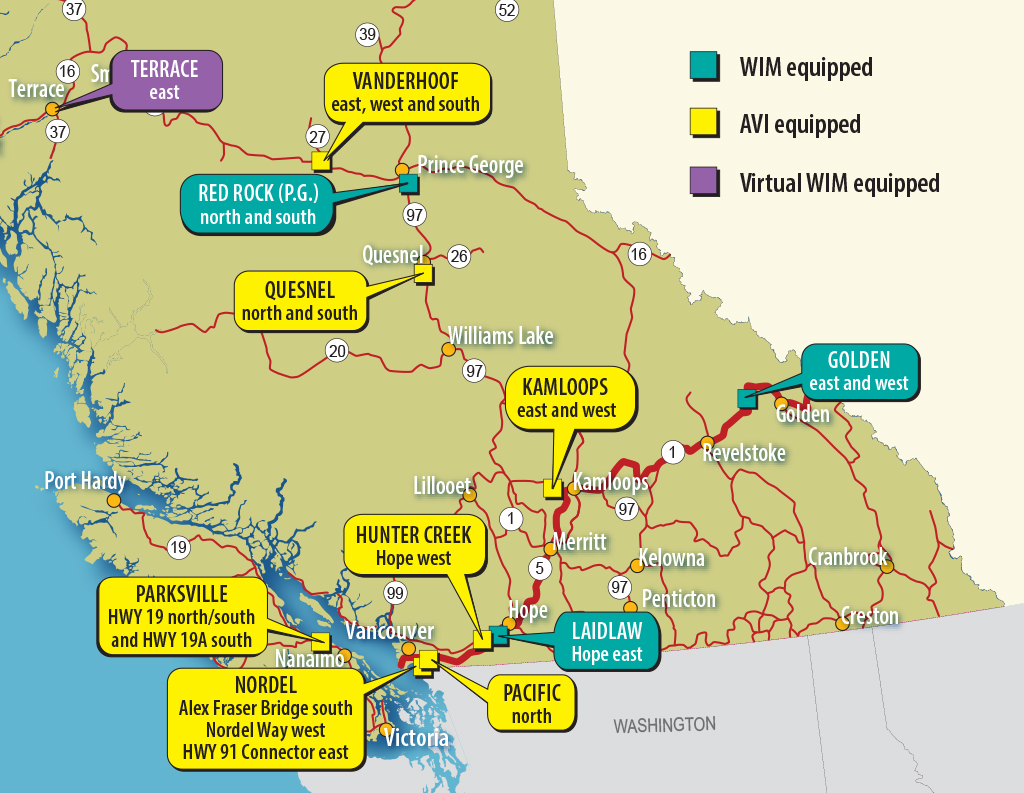 37
52
39
WIM equipped
AVI equipped
Virtual WIM equipped
16
Sm
TERRACE
east
Terrace
37
VANDERHOOF
east, west and south
27
Prince George
RED ROCK (P.G.)
north and south
97
Quesnel
26
16
QUESNEL
north and south
Williams Lake
20
97
GOLDEN
east and west
KAMLOOPS
east and west
Golden
1
Revelstoke
Port Hardy
Lillooet
Kamloops
97
1
HUNTER CREEK
Hope west
19
Merritt
5
Kelowna
Cranbrook
97
99
Penticton
PARKSVILLE
HWY 19 north/south
and HWY 19A south
Hope
Creston
Vancouver
LAIDLAW
Hope east
Nanaimo
NORDEL
Alex Fraser Bridge south
Nordel Way west
HWY 91 Connector east
PACIFIC
north
WASHINGTON
Victoria